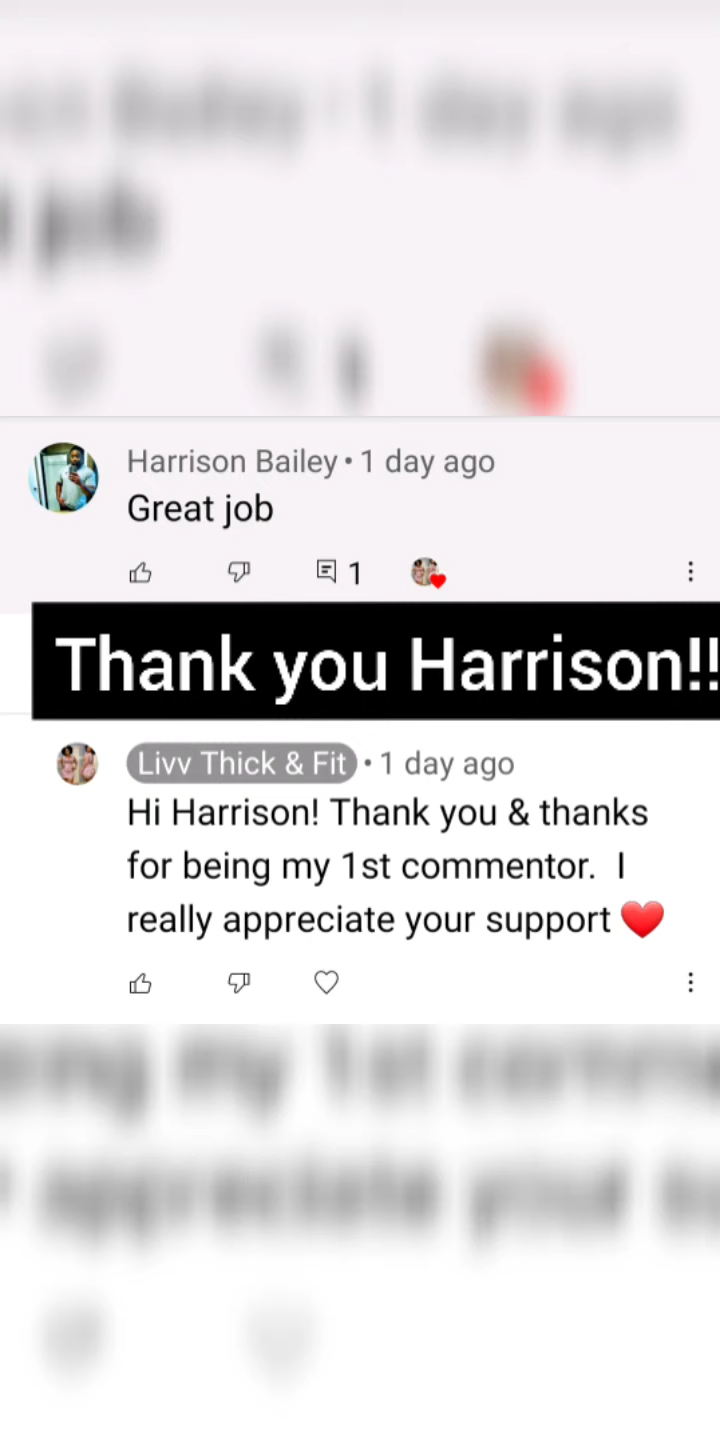 Harrison Bailey • 1 day ago
Great job
1
Thank you Harrison!!
Livv Thick & Fit • 1 day ago
Hi Harrison! Thank you & thanks
for being my 1st commentor. I
really appreciate your support ❤️